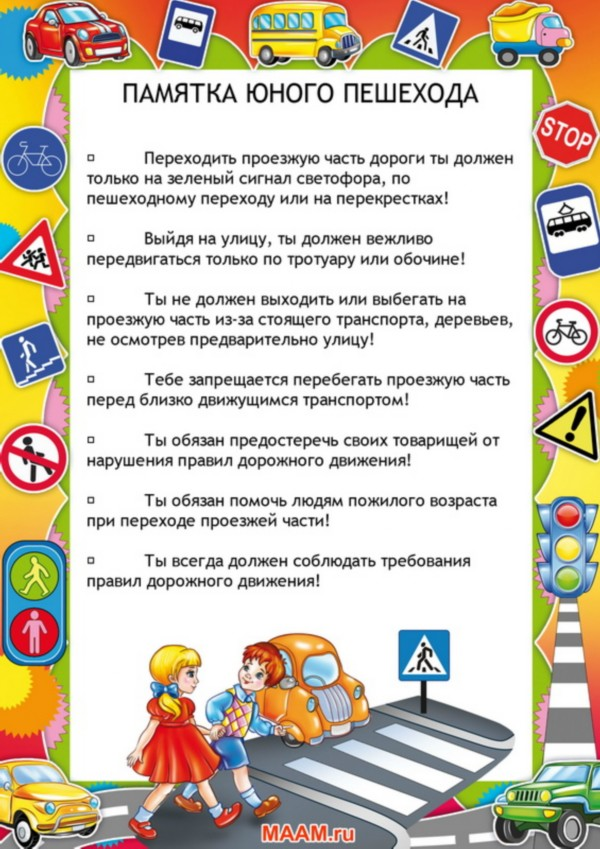 ПАМЯТКА ЮНОГО ПЕШЕХОДА
STOP
¤ Переходить проезжую часть дороги ты должен
только на зеленый сигнал светофора, по
пешеходному переходу или на перекрестках!
¤ Выйдя на улицу, ты должен вежливо
передвигаться только по тротуару или обочине!
¤ Ты не должен выходить или выбегать на
проезжую часть из-за стоящего транспорта, деревьев,
не осмотрев предварительно улицу!
¤ Тебе запрещается перебегать проезжую часть
перед близко движущимся транспортом!
¤ Ты обязан предостеречь своих товарищей от
нарушения правил дорожного движения!
¤ Ты обязан помочь людям пожилого возраста
при переходе проезжей части!
¤ Ты всегда должен соблюдать требования
правил дорожного движения!
MAAM.ru